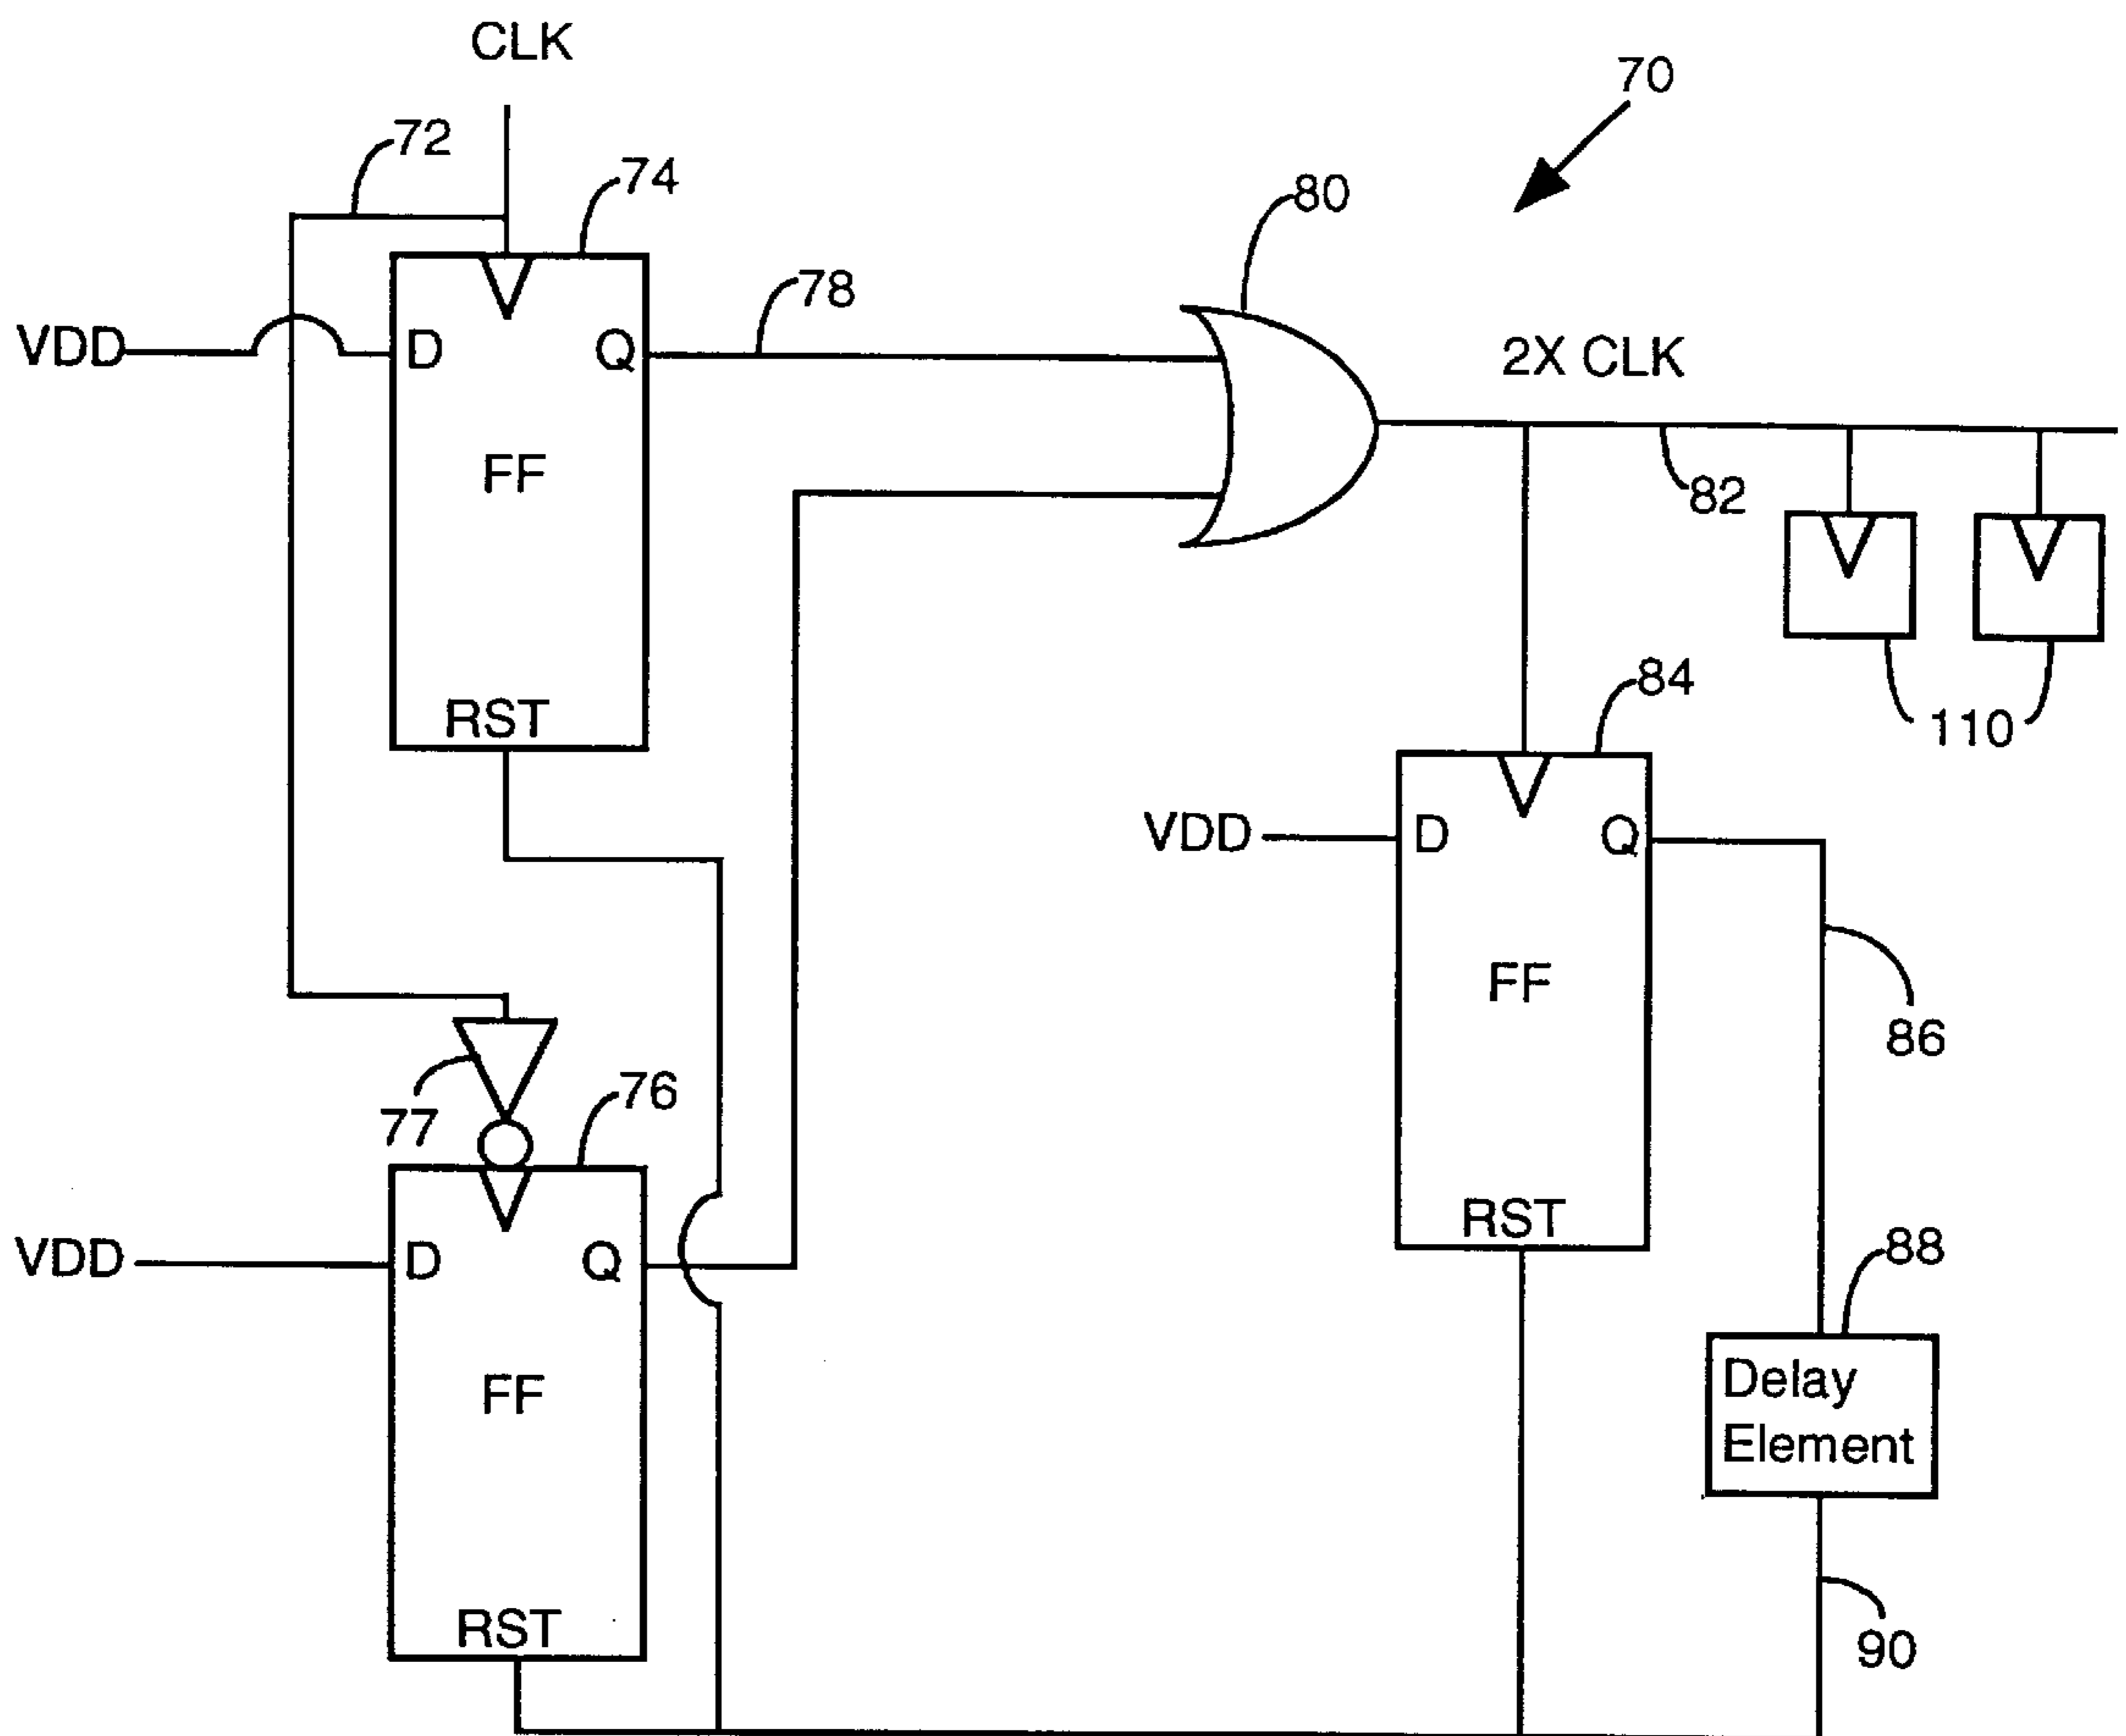 CLK
70
72
74
80
78
VDD
D
Q
2X CLK
FF
82
RST
84
110
VDD
D
Q
FF
86
77
76
VDD
D
Q
RST
88
FF
Delay
Element
RST
90